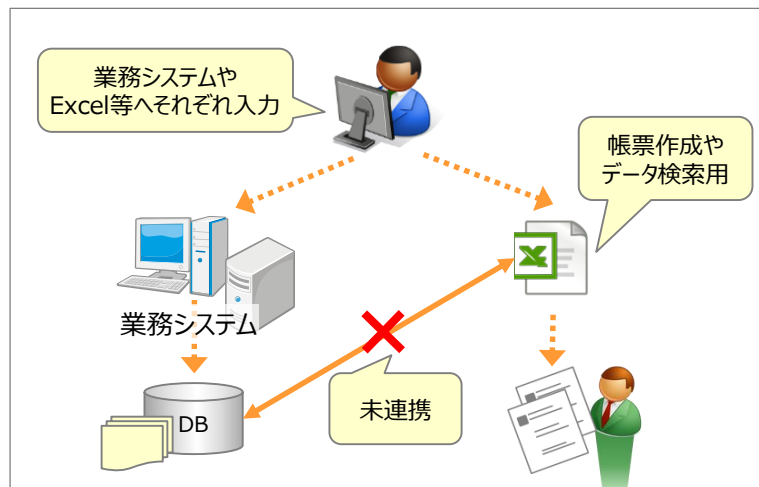 業務システムや
Excel等へそれぞれ入力
帳票作成や
データ検索用
業務システム
未連携
DB